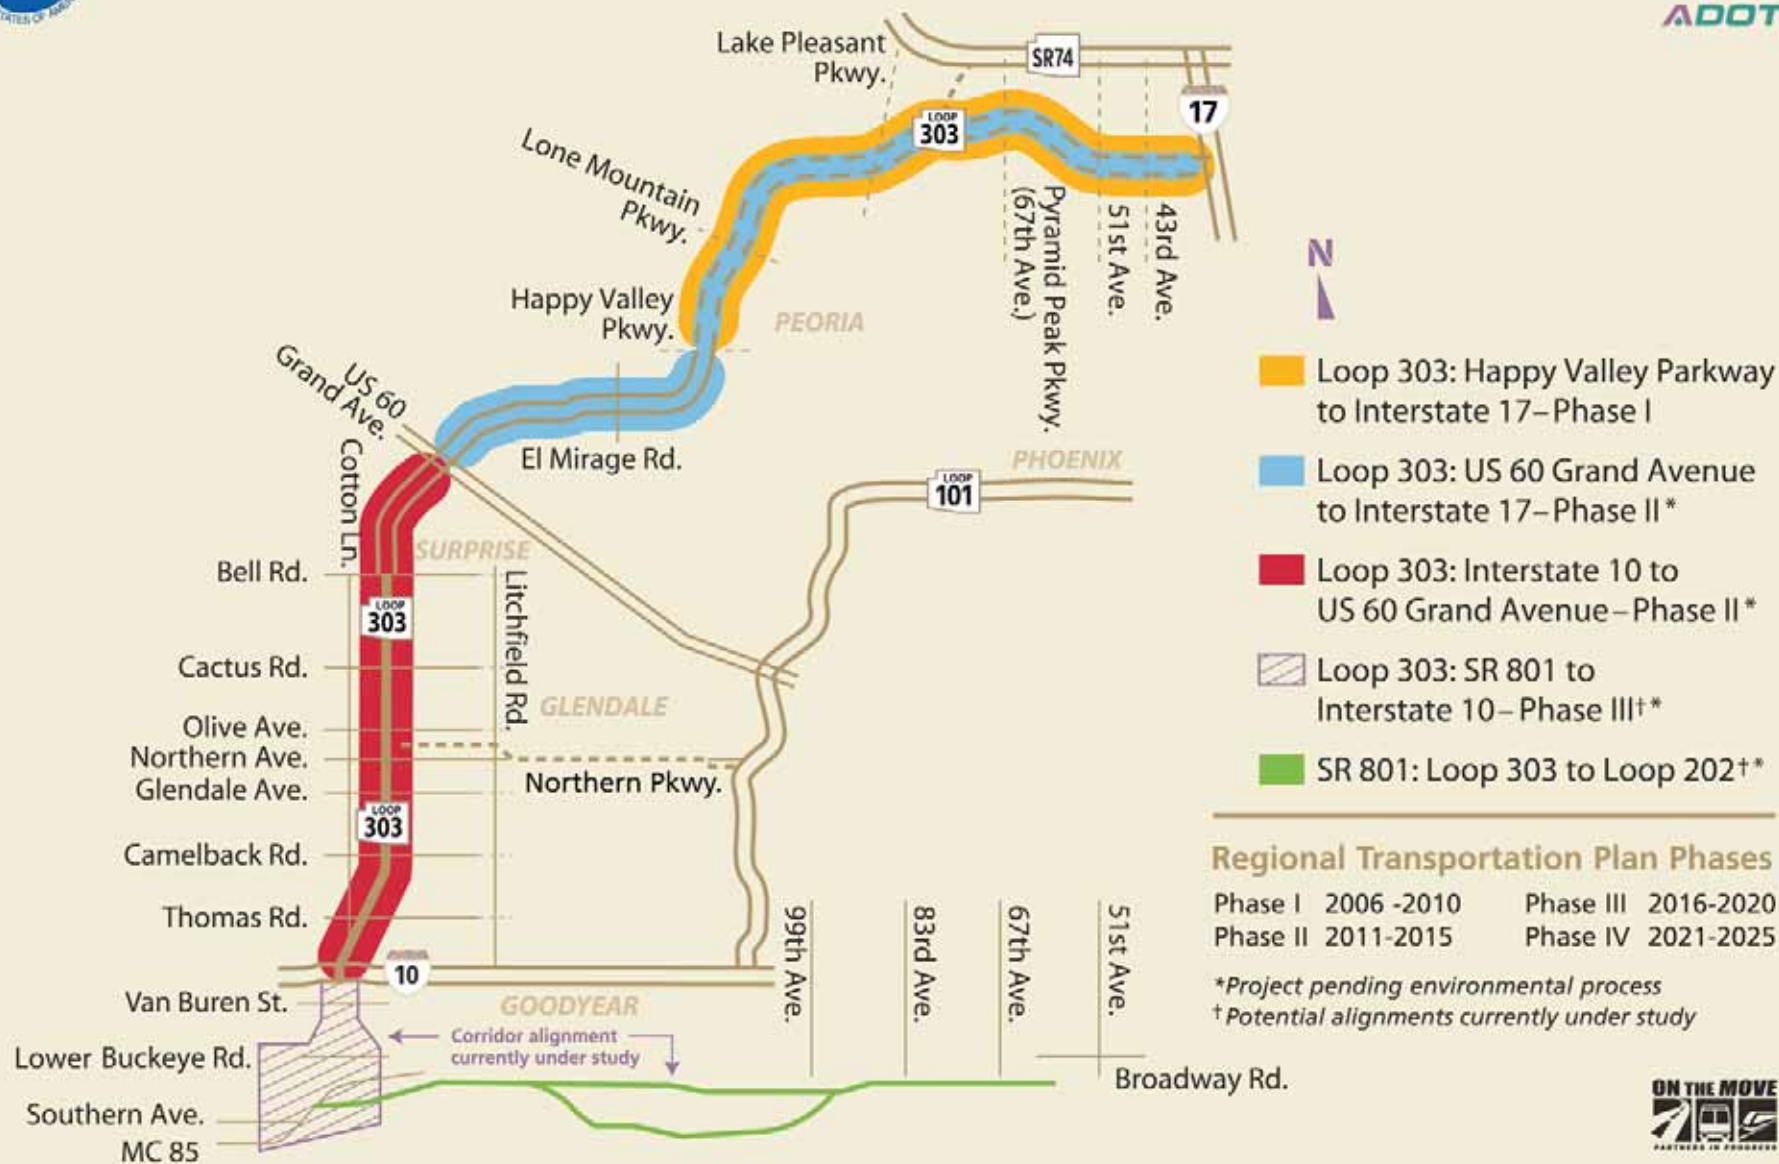 STATES OF AM
ADOT
Lake Pleasant
Pkwy.
SR74
17
LOOP
303
Lone Mountain
Pkwy.
Pyramid Peak Pkwy.
(67th Ave.)
51st Ave.
43rd Ave.
N
Happy Valley
Pkwy.
PEORIA
US 60
Grand Ave.
El Mirage Rd.
Cotton Ln.
PHOENIX
LOOP
101
SURPRISE
Bell Rd.
LOOP
303
Litchfield Rd.
Cactus Rd.
GLENDALE
Olive Ave.
Northern Ave.
Northern Pkwy.
Glendale Ave.
LOOP
303
Camelback Rd.
Thomas Rd.
10
99th Ave.
83rd Ave.
67th Ave.
51st Ave.
Van Buren St.
GOODYEAR
Corridor alignment
currently under study
Lower Buckeye Rd.
Broadway Rd.
Southern Ave.
MC 85
Loop 303: Happy Valley Parkway
to Interstate 17–Phase I
Loop 303: US 60 Grand Avenue
to Interstate 17–Phase II*
Loop 303: Interstate 10 to
US 60 Grand Avenue–Phase II*
Loop 303: SR 801 to
Interstate 10–Phase III†*
SR 801: Loop 303 to Loop 202†*
Regional Transportation Plan Phases
Phase I 2006 -2010 Phase III 2016-2020
Phase II 2011-2015 Phase IV 2021-2025
*Project pending environmental process
†Potential alignments currently under study
ON THE MOVE
PARTNERS IN PROGRESS